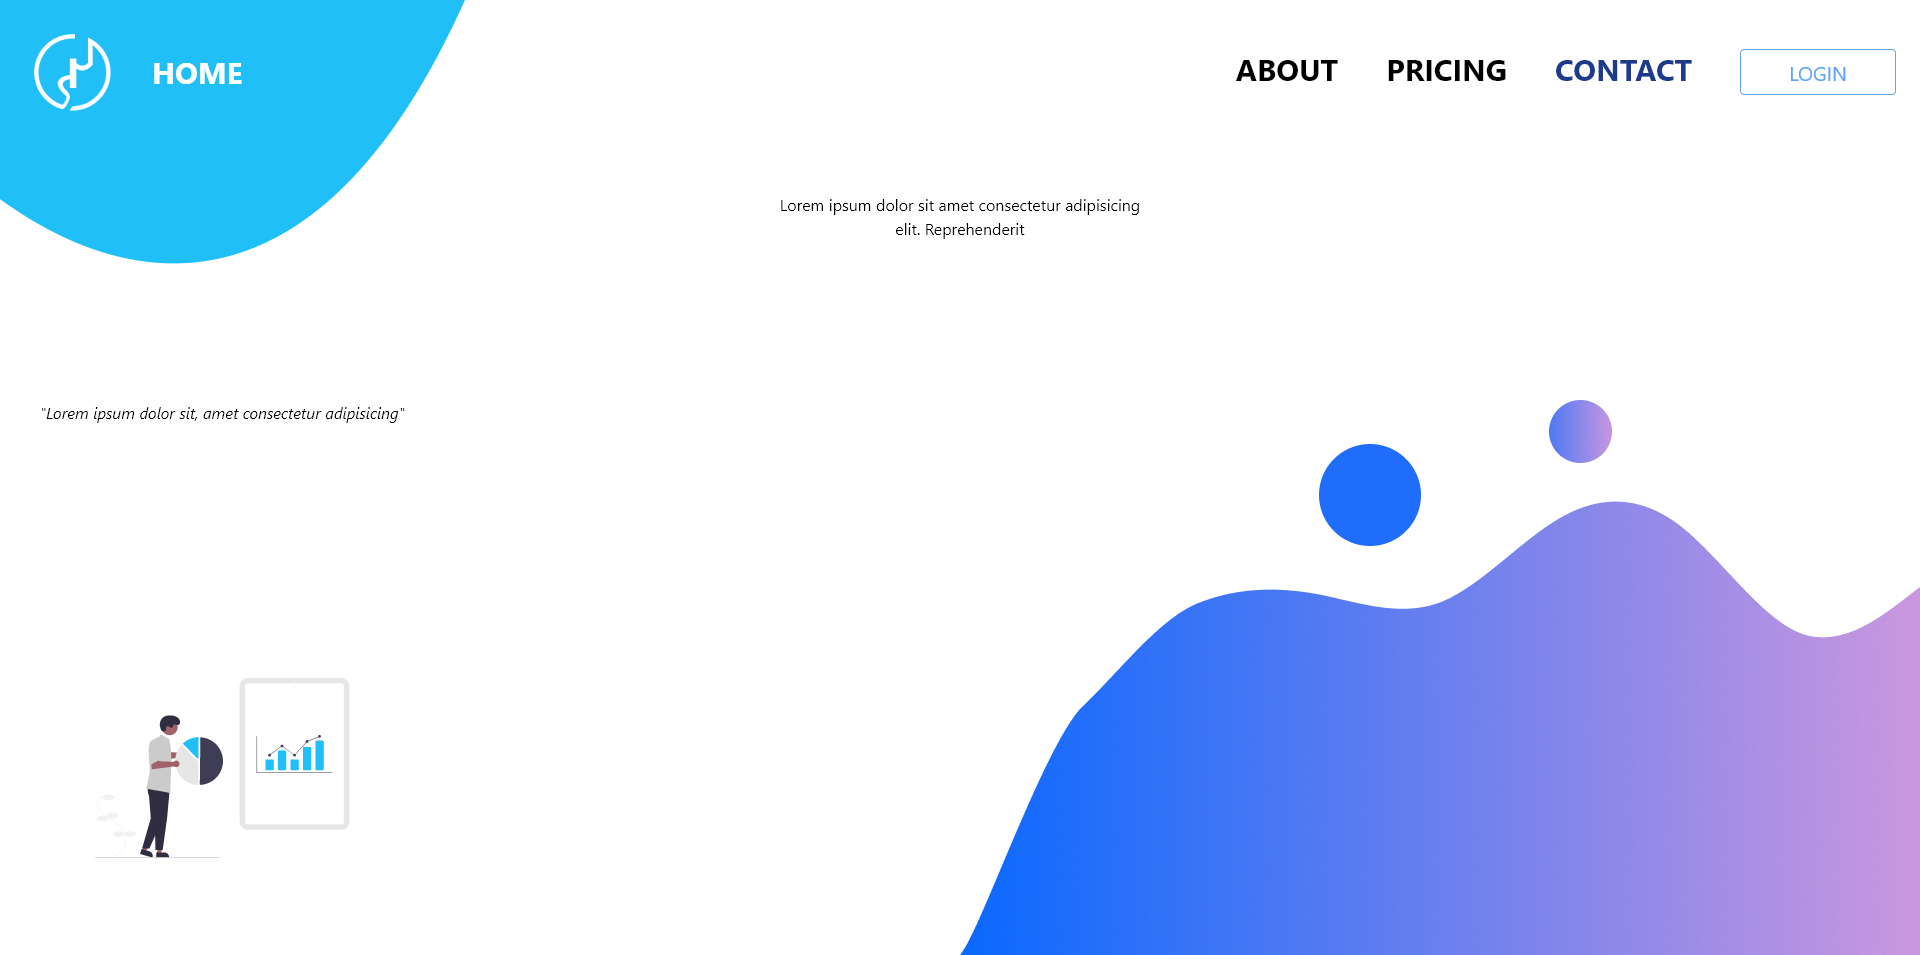 HOME
ABOUT
PRICING
CONTACT
LOGIN
Lorem ipsum dolor sit amet consectetur adipisicing
elit. Reprehenderit
"Lorem ipsum dolor sit, amet consectetur adipisicing"